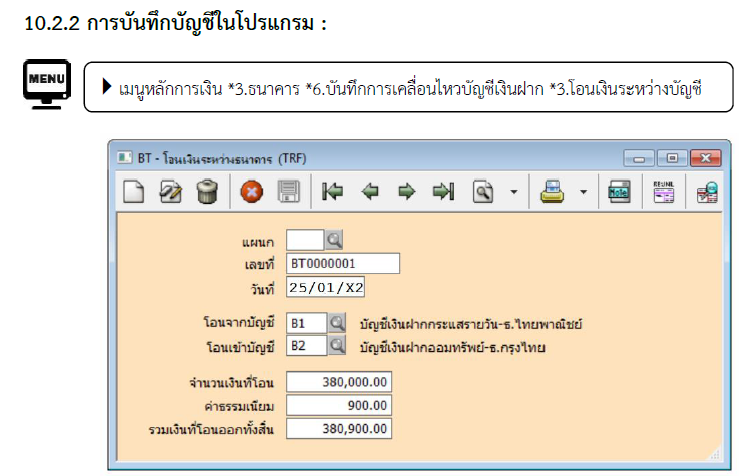 10.2.2 การบันทึกบัญชีในโปรแกรม :
MENU
เมนูหลักการเงิน *3.ธนาคาร *6.บันทึกการเคลื่อนไหวบัญชีเงินฝาก *3.โอนเงินระหว่างบัญชี
BT - โอนเงินระหว่างธนาคาร (TRF)
แผนก
เลขที่ BT0000001
วันที่ 25/01/X2
โอนจากบัญชี B1 บัญชีเงินฝากกระแสรายวัน-ธ.ไทยพาณิชย์
โอนเข้าบัญชี B2 บัญชีเงินฝากออมทรัพย์-ธ.กรุงไทย
จำนวนเงินที่โอน 380,000.00
ค่าธรรมเนียม 900.00
รวมเงินที่โอนออกทั้งสิ้น 380,900.00